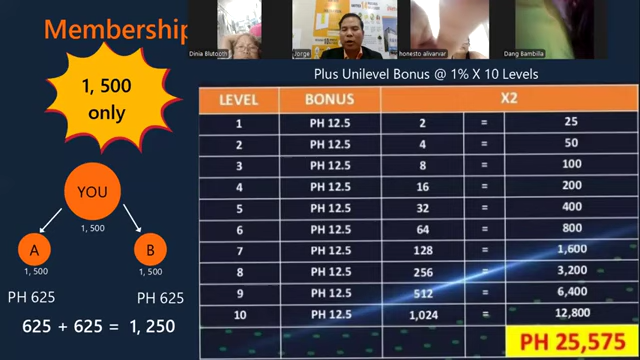 Membership
Dinia Blutooth
Jorge
honesto alivarvar
Dang Bambilla
1, 500
only
Plus Unilevel Bonus @ 1% X 10 Levels
LEVEL BONUS X2
1 PH 12.5 2 = 25
2 PH 12.5 4 = 50
3 PH 12.5 8 = 100
4 PH 12.5 16 = 200
5 PH 12.5 32 = 400
6 PH 12.5 64 = 800
7 PH 12.5 128 = 1,600
8 PH 12.5 256 = 3,200
9 PH 12.5 512 = 6,400
10 PH 12.5 1,024 = 12,800
PH 25,575
YOU
1, 500
A B
1, 500 1, 500
PH 625 PH 625
625 + 625 = 1, 250